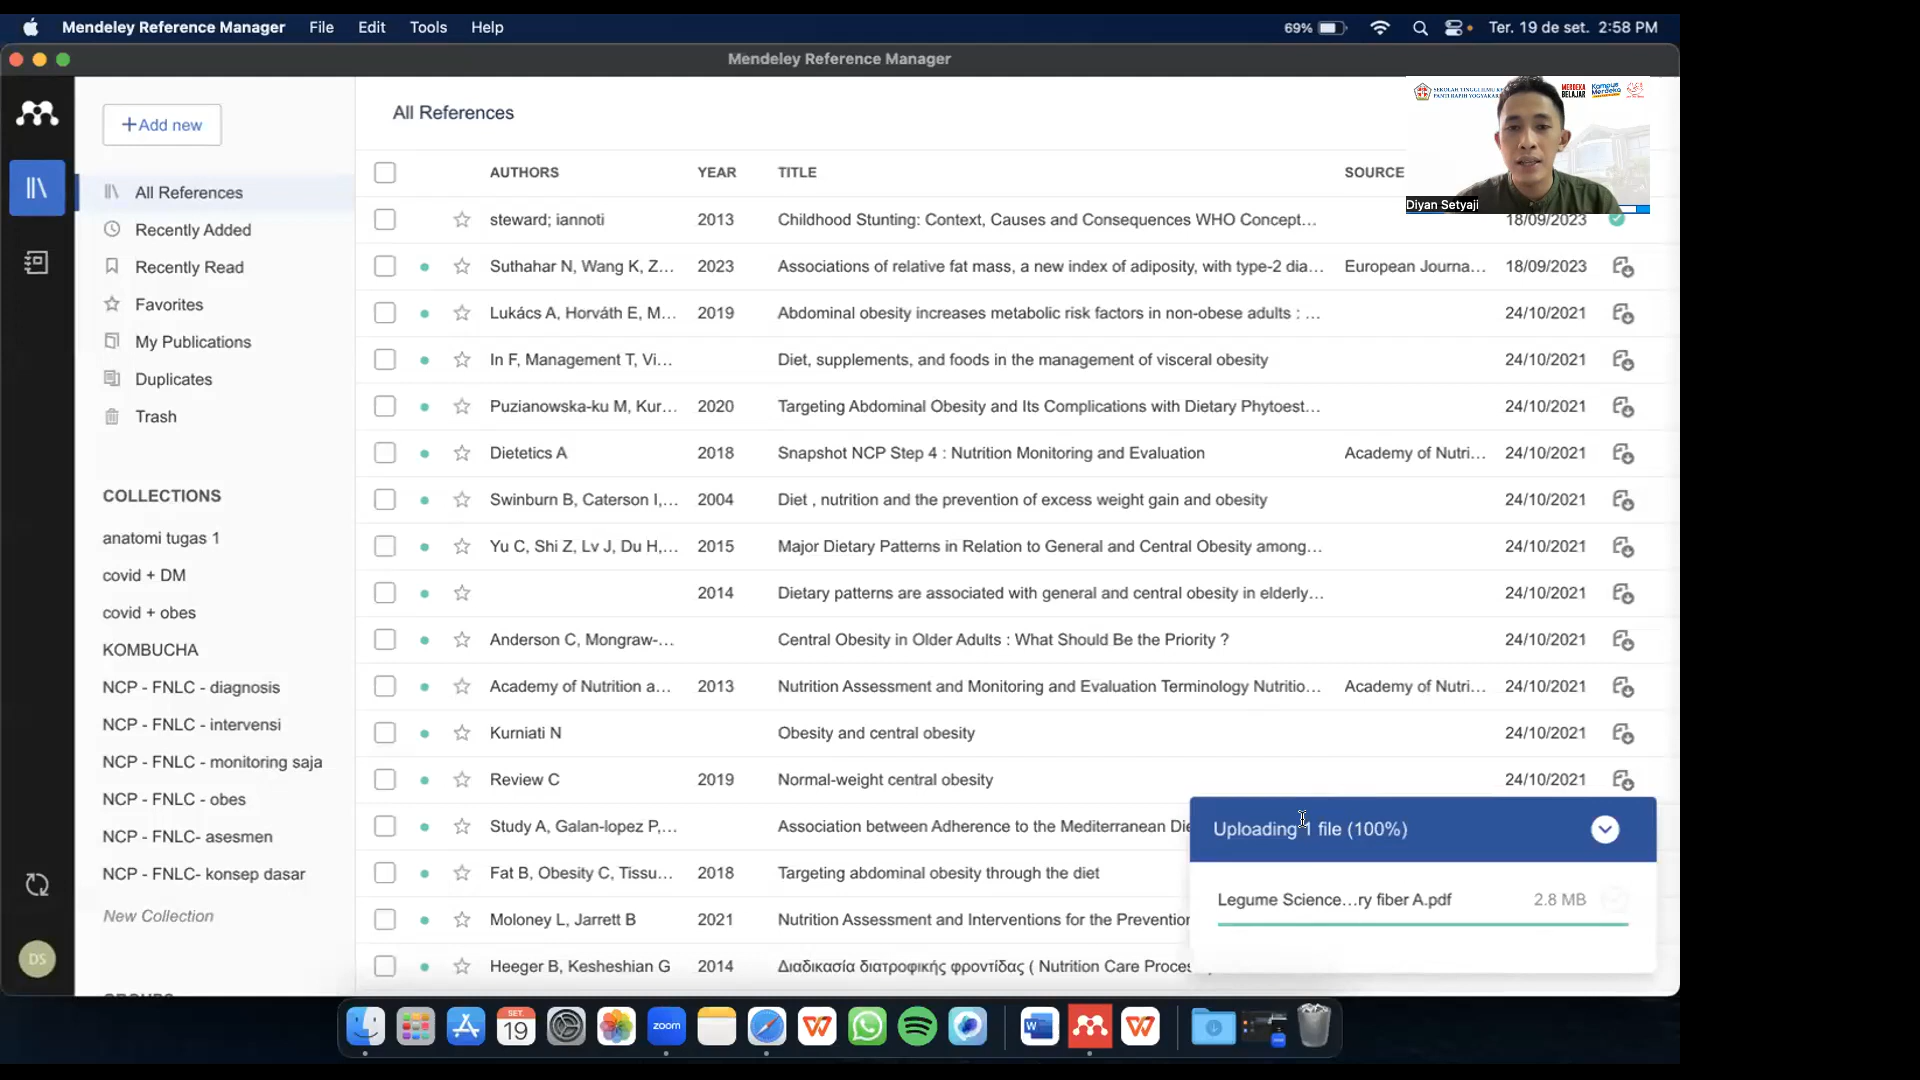 Mendeley Reference Manager File Edit Tools Help 69% Ter. 19 de set. 2:58 PM
Mendeley Reference Manager
+Add new
All References
Recently Added
Recently Read
Favorites
My Publications
Duplicates
Trash
COLLECTIONS
anatomi tugas 1
covid + DM
covid + obes
KOMBUCHA
NCP - FNLC - diagnosis
NCP - FNLC - intervensi
NCP - FNLC - monitoring saja
NCP - FNLC - obes
NCP - FNLC- asesmen
NCP - FNLC- konsep dasar
New Collection
DS
All References
AUTHORS YEAR TITLE SOURCE
steward; iannoti 2013 Childhood Stunting: Context, Causes and Consequences WHO Concept... 18/09/2023
Suthahar N, Wang K, Z... 2023 Associations of relative fat mass, a new index of adiposity, with type-2 dia... European Journa... 18/09/2023
Lukács A, Horváth E, M... 2019 Abdominal obesity increases metabolic risk factors in non-obese adults : ... 24/10/2021
In F, Management T, Vi... Diet, supplements, and foods in the management of visceral obesity 24/10/2021
Puzianowska-ku M, Kur... 2020 Targeting Abdominal Obesity and Its Complications with Dietary Phytoest... 24/10/2021
Dietetics A 2018 Snapshot NCP Step 4 : Nutrition Monitoring and Evaluation Academy of Nutri... 24/10/2021
Swinburn B, Caterson I,... 2004 Diet , nutrition and the prevention of excess weight gain and obesity 24/10/2021
Yu C, Shi Z, Lv J, Du H,... 2015 Major Dietary Patterns in Relation to General and Central Obesity among... 24/10/2021
2014 Dietary patterns are associated with general and central obesity in elderly... 24/10/2021
Anderson C, Mongraw-... Central Obesity in Older Adults : What Should Be the Priority ? 24/10/2021
Academy of Nutrition a... 2013 Nutrition Assessment and Monitoring and Evaluation Terminology Nutritio... Academy of Nutri... 24/10/2021
Kurniati N Obesity and central obesity 24/10/2021
Review C 2019 Normal-weight central obesity 24/10/2021
Study A, Galan-lopez P,... Association between Adherence to the Mediterranean Die
Fat B, Obesity C, Tissu... 2018 Targeting abdominal obesity through the diet
Moloney L, Jarrett B 2021 Nutrition Assessment and Interventions for the Prevention
Heeger B, Kesheshian G 2014 Διαδικασία διατροφικής φροντίδας ( Nutrition Care Proces
MERDEKA
BELAJAR
Kampus
Merdeka
Diyan Setyaji
Uploading 1 file (100%)
Legume Science...ry fiber A.pdf 2.8 MB
SET.
19
zoom